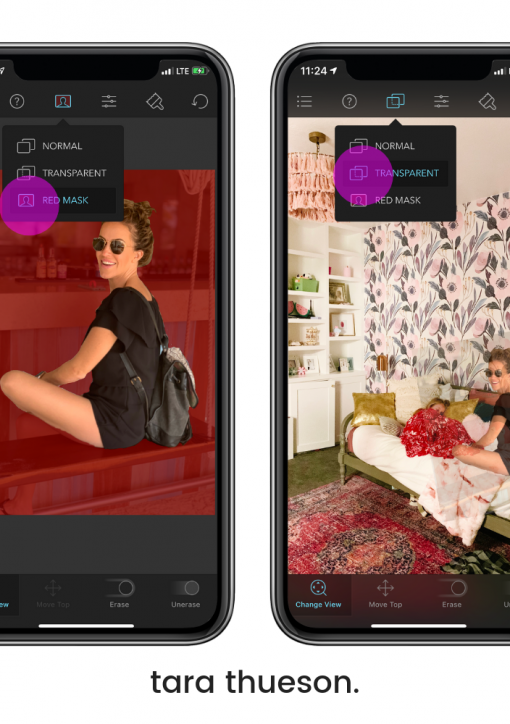 LTE
11:24
NORMAL
TRANSPARENT
RED MASK
NORMAL
TRANSPARENT
RED MASK
Move Top
Erase
Unerase
Change View
Move Top
Erase
tara thueson.